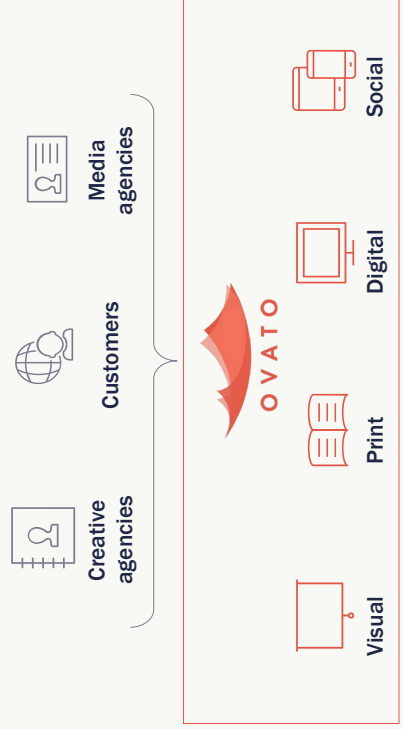 Creative
agencies
Customers
Media
agencies
OVATO
Visual
Print
Digital
Social